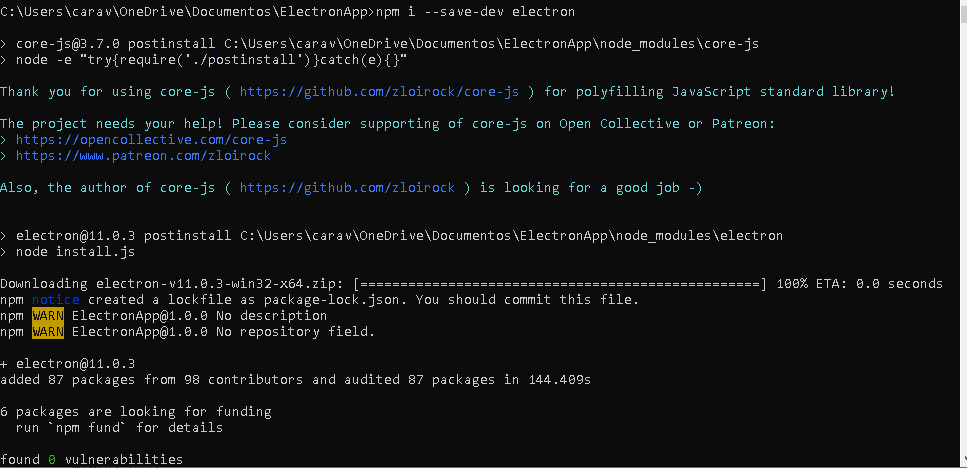 C:\Users\carav\OneDrive\Documentos\ElectronApp>npm i --save-dev electron
> core-js@3.7.0 postinstall C:\Users\carav\OneDrive\Documentos\ElectronApp\node_modules\core-js
> node -e "try{require('./postinstall')}catch(e){}"
Thank you for using core-js ( https://github.com/zloirock/core-js ) for polyfilling JavaScript standard library!
The project needs your help! Please consider supporting of core-js on Open Collective or Patreon:
> https://opencollective.com/core-js
> https://www.patreon.com/zloirock
Also, the author of core-js ( https://github.com/zloirock ) is looking for a good job -)
> electron@11.0.3 postinstall C:\Users\carav\OneDrive\Documentos\ElectronApp\node_modules\electron
> node install.js
Downloading electron-v11.0.3-win32-x64.zip: [==================================================] 100% ETA: 0.0 seconds
npm notice created a lockfile as package-lock.json. You should commit this file.
npm WARN ElectronApp@1.0.0 No description
npm WARN ElectronApp@1.0.0 No repository field.
+ electron@11.0.3
added 87 packages from 98 contributors and audited 87 packages in 144.409s
6 packages are looking for funding
run `npm fund` for details
found 0 vulnerabilities